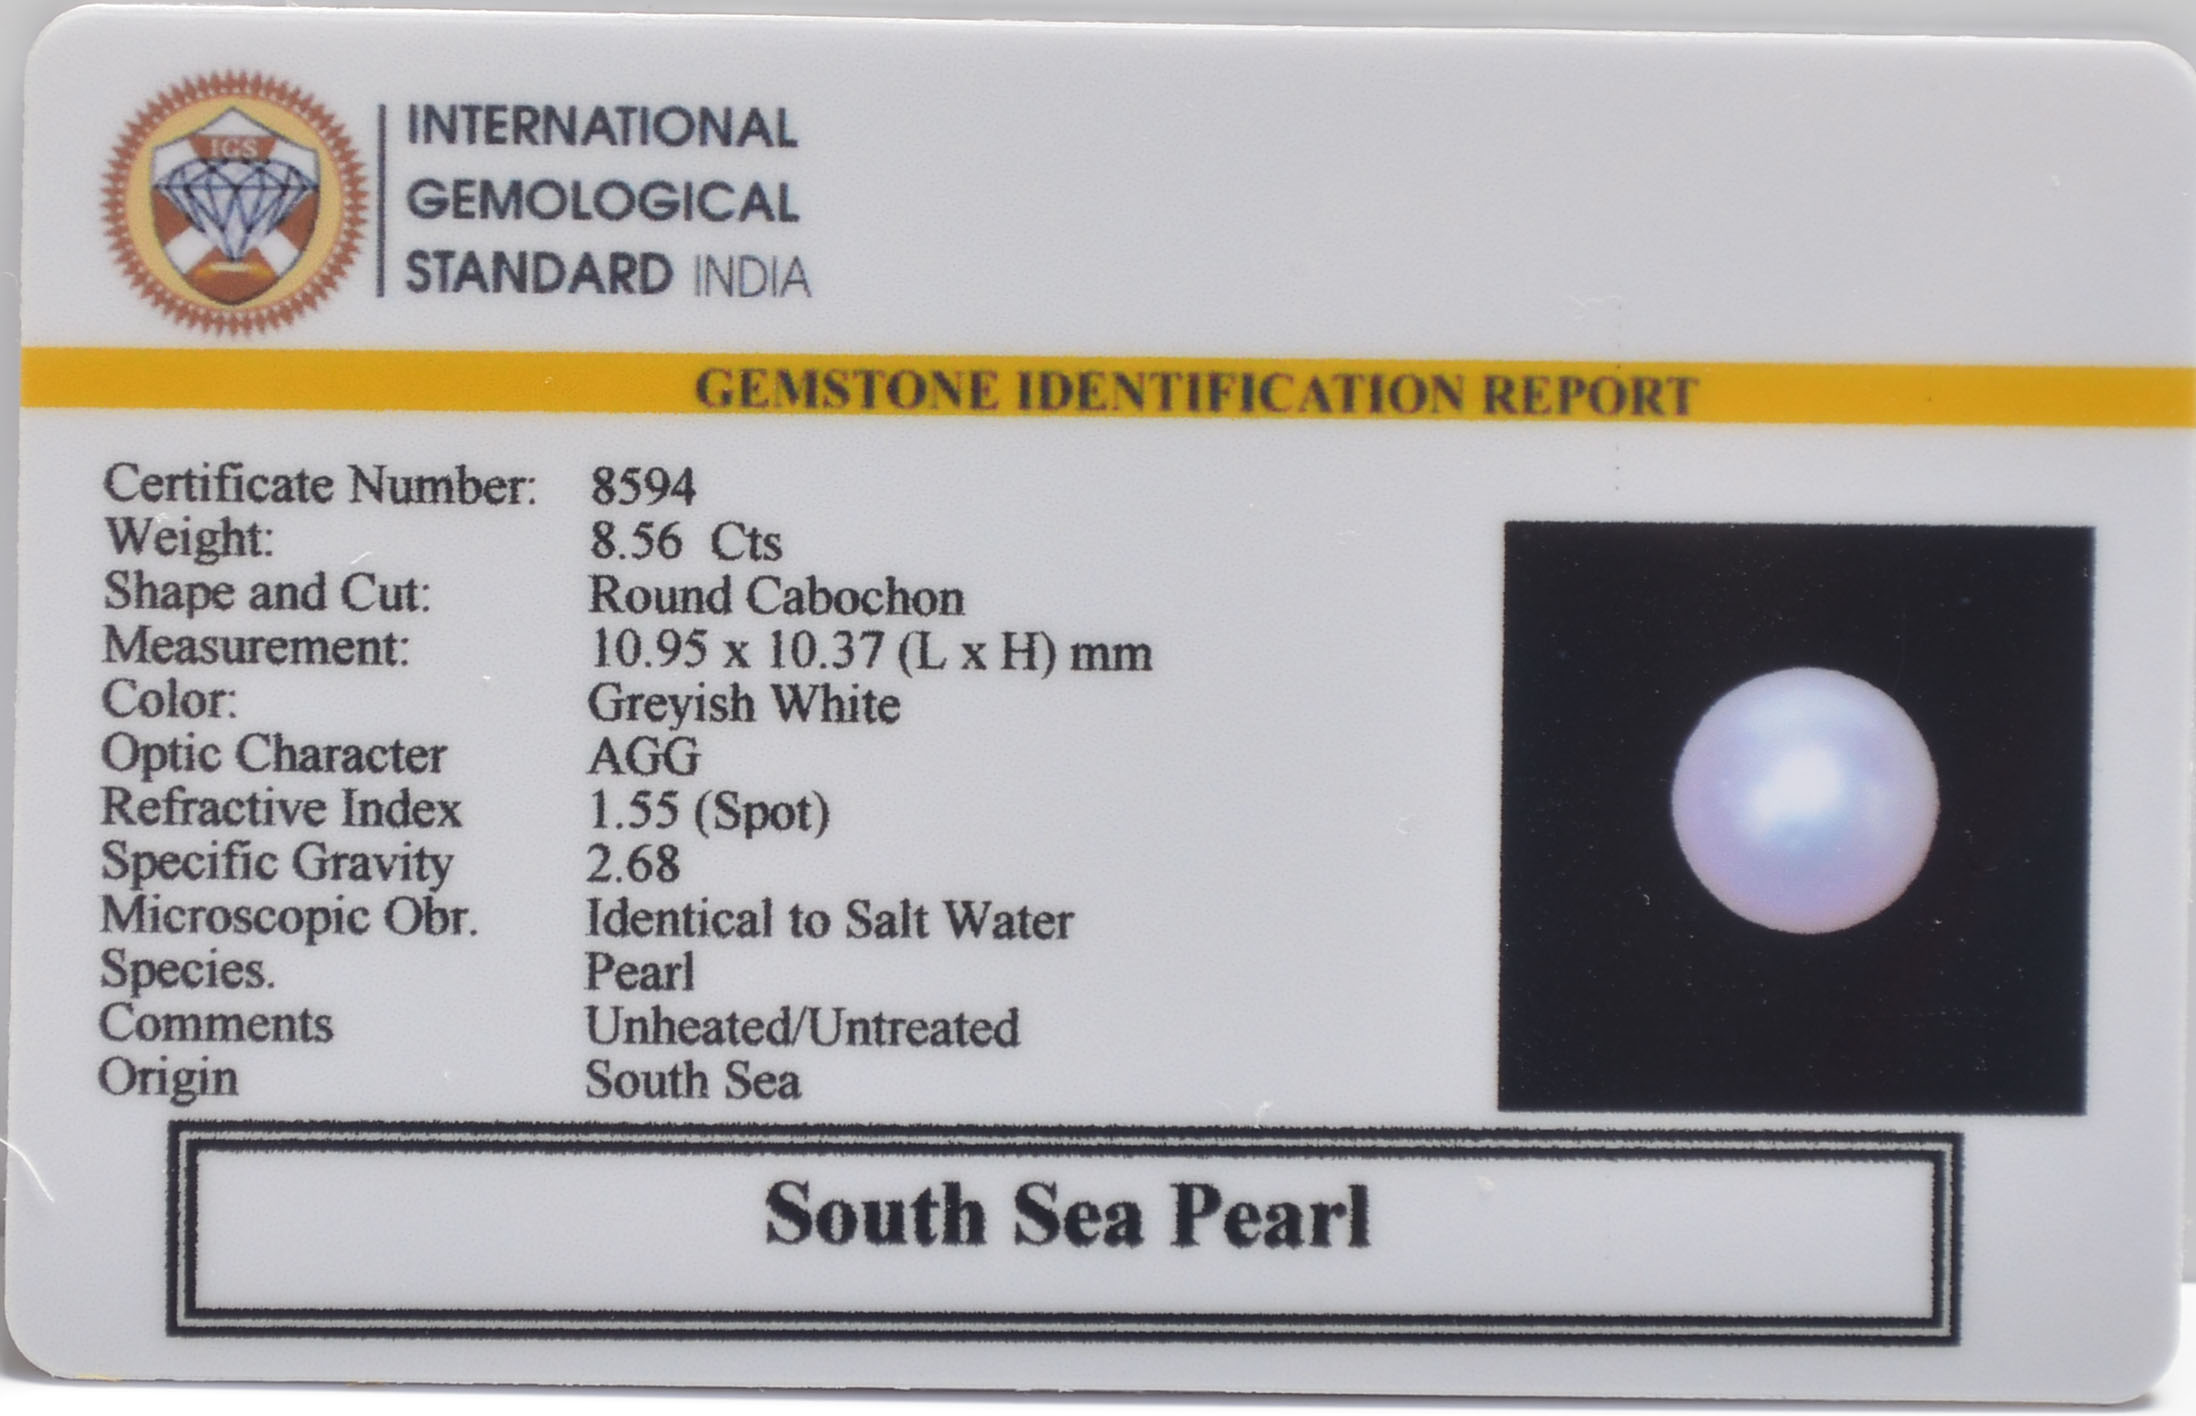 IGS
INTERNATIONAL
GEMOLOGICAL
STANDARD INDIA
GEMSTONE IDENTIFICATION REPORT
Certificate Number: 8594
Weight: 8.56 Cts
Shape and Cut: Round Cabochon
Measurement: 10.95 x 10.37 (L x H) mm
Color: Greyish White
Optic Character AGG
Refractive Index 1.55 (Spot)
Specific Gravity 2.68
Microscopic Obr. Identical to Salt Water
Species. Pearl
Comments Unheated/Untreated
Origin South Sea
South Sea Pearl